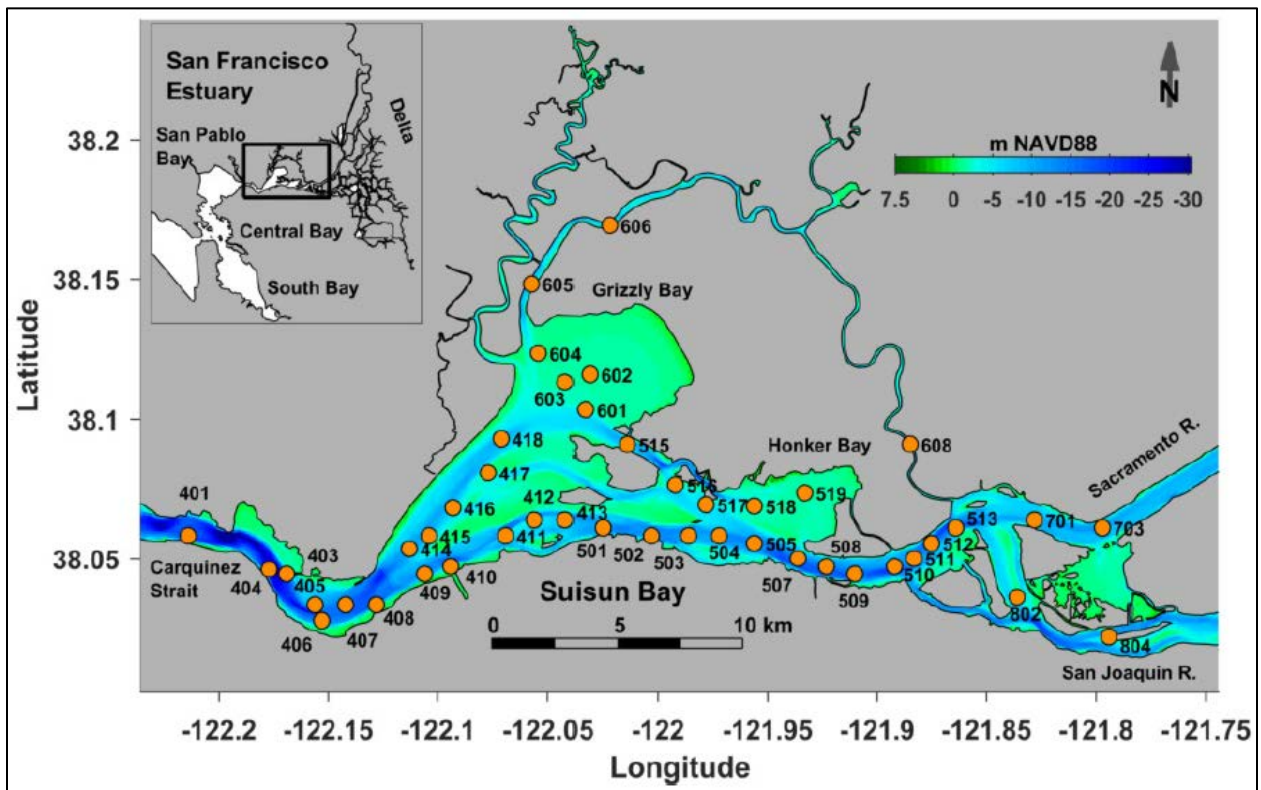 San Francisco
Estuary
San Pablo
Bay
Delta
Central Bay
South Bay
N
m NAVD88
7.5 0 -5 -10 -15 -20 -25 -30
Latitude
38.2
38.15
38.1
38.05
606
605
Grizzly Bay
604
602
603
601
418
515
Honker Bay
608
Sacramento R.
417
516
519
412
416
413
517
518
513
701
703
401
415
414
411
501
502
503
504
505
508
512
511
Carquinez
Strait
403
404
405
410
409
507
509
510
Suisun Bay
406
407
408
802
804
0 5 10 km
San Joaquin R.
-122.2 -122.15 -122.1 -122.05 -122 -121.95 -121.9 -121.85 -121.8 -121.75
Longitude